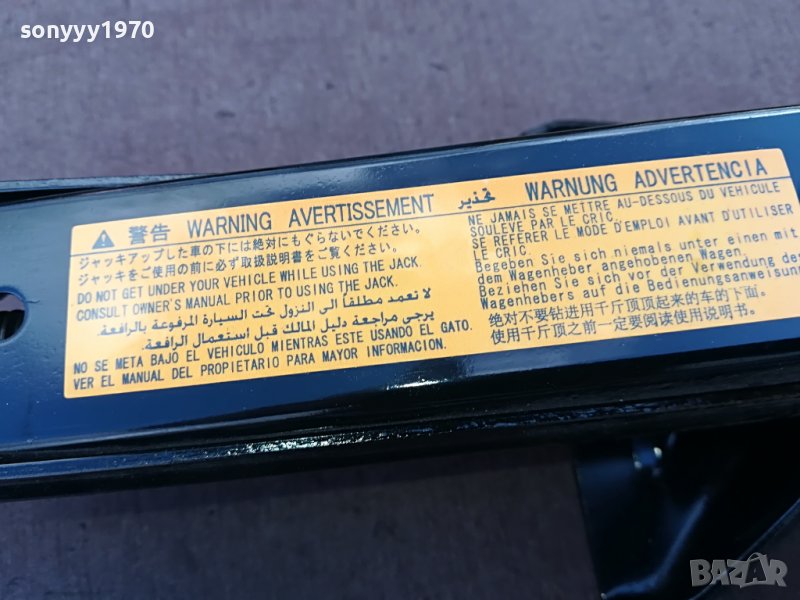 sonyyy1970
警告 WARNING AVERTISSEMENT تحذير WARNUNG ADVERTENCIA
ジャッキアップした車の下には絶対にもぐらないでください。
ジャッキをご使用の前に必ず取扱説明書をご覧ください。
DO NOT GET UNDER YOUR VEHICLE WHILE USING THE JACK.
CONSULT OWNER'S MANUAL PRIOR TO USING THE JACK.
لا تعمد مطلقاً الى النزول تحت السيارة المرفوعة بالرافعة.
يرجى مراجعة دليل المالك قبل أستعمال الرافعة.
NO SE META BAJO EL VEHICULO MIENTRAS ESTE USANDO EL GATO.
VER EL MANUAL DEL PROPIETARIO PARA MAYOR INFORMACION.
NE JAMAIS SE METTRE AU-DESSOUS DU VEHICULE
SOULEVE PAR LE CRIC.
SE REFERER LE MODE D'EMPLOI AVANT D'UTILISER
LE CRIC.
Begeben Sie sich niemals unter einen mit
dem Wagenheber angehobenen Wagen.
Beziehen Sie sich vor der Verwendung des
Wagenhebers auf die Bedienungsanweisung
绝对不要钻进用千斤顶顶起来的车的下面。
使用千斤顶之前一定要阅读使用说明书。
BAZAR